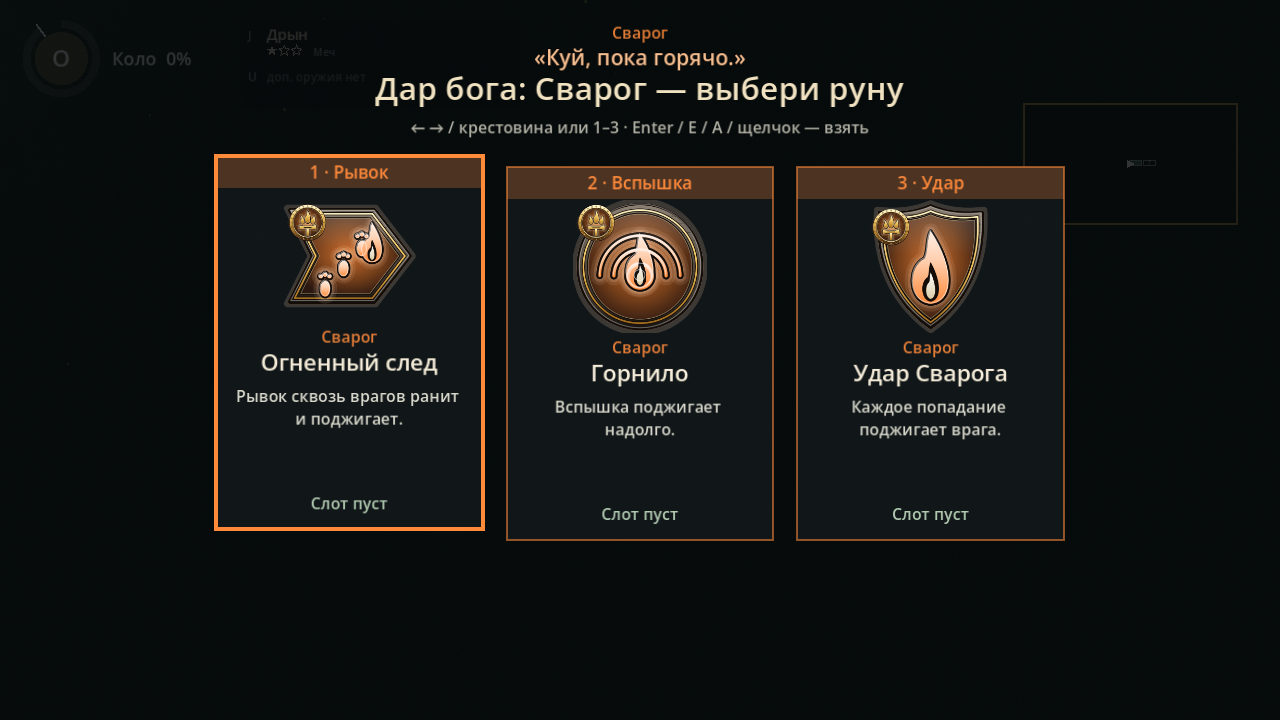 Сварог
«Куй, пока горячо.»
Дар бога: Сварог — выбери руну
←→ / крестовина или 1–3 · Enter / E / A / щелчок — взять
О
Коло 0%
J Дрын
★☆☆ Меч
U доп. оружия нет
1 · Рывок
Сварог
Огненный след
Рывок сквозь врагов ранит
и поджигает.
Слот пуст
2 · Вспышка
Сварог
Горнило
Вспышка поджигает
надолго.
Слот пуст
3 · Удар
Сварог
Удар Сварога
Каждое попадание
поджигает врага.
Слот пуст